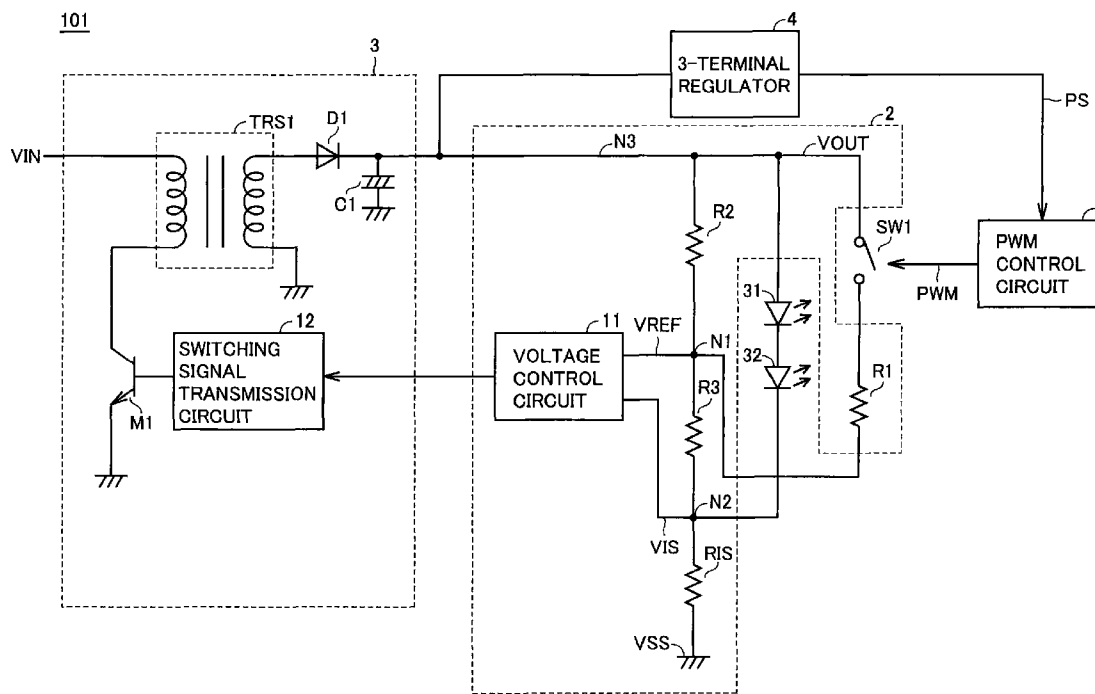 101
3
4
3-TERMINAL
REGULATOR
PS
TRS1
D1
2
VIN
N3
VOUT
C1
R2
SW1
PWM
CONTROL
CIRCUIT
PWM
31
12
11
VREF
N1
32
SWITCHING
SIGNAL
TRANSMISSION
CIRCUIT
VOLTAGE
CONTROL
CIRCUIT
R3
R1
M1
N2
VIS
RIS
VSS